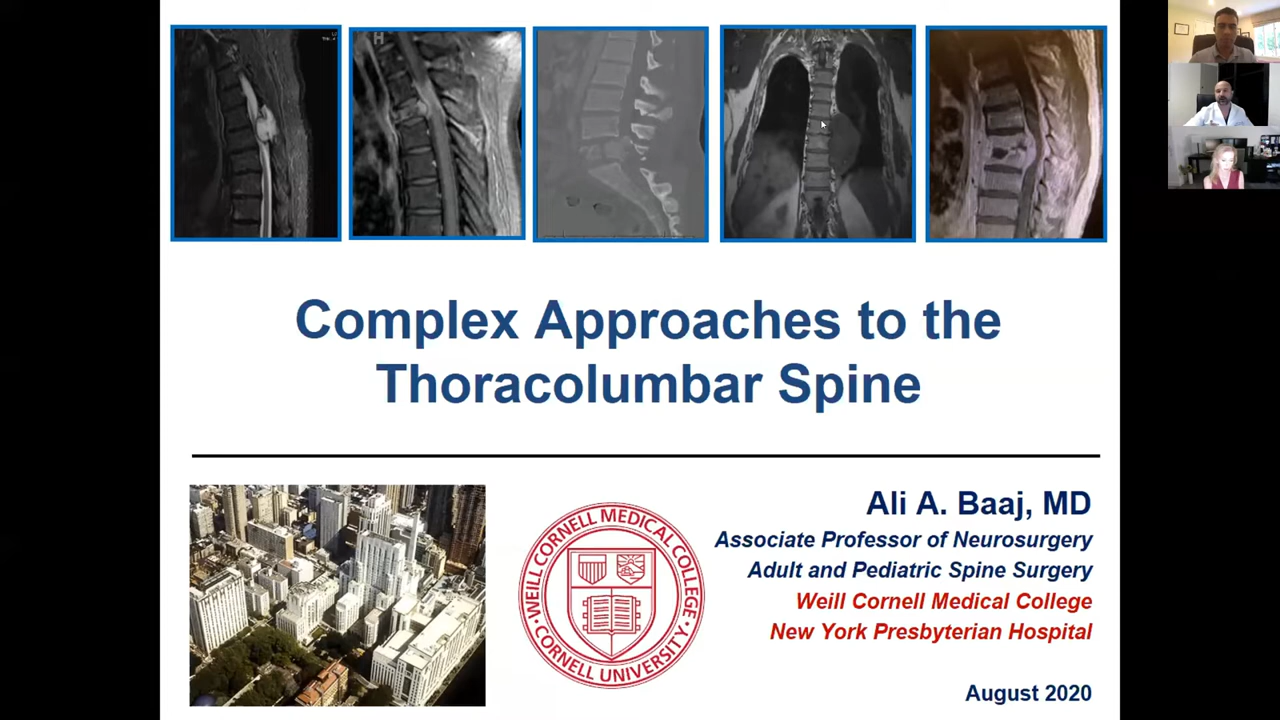 H
Complex Approaches to the
Thoracolumbar Spine
WEILL CORNELL MEDICAL COLLEGE
CORNELL UNIVERSITY
Ali A. Baaj, MD
Associate Professor of Neurosurgery
Adult and Pediatric Spine Surgery
Weill Cornell Medical College
New York Presbyterian Hospital
August 2020